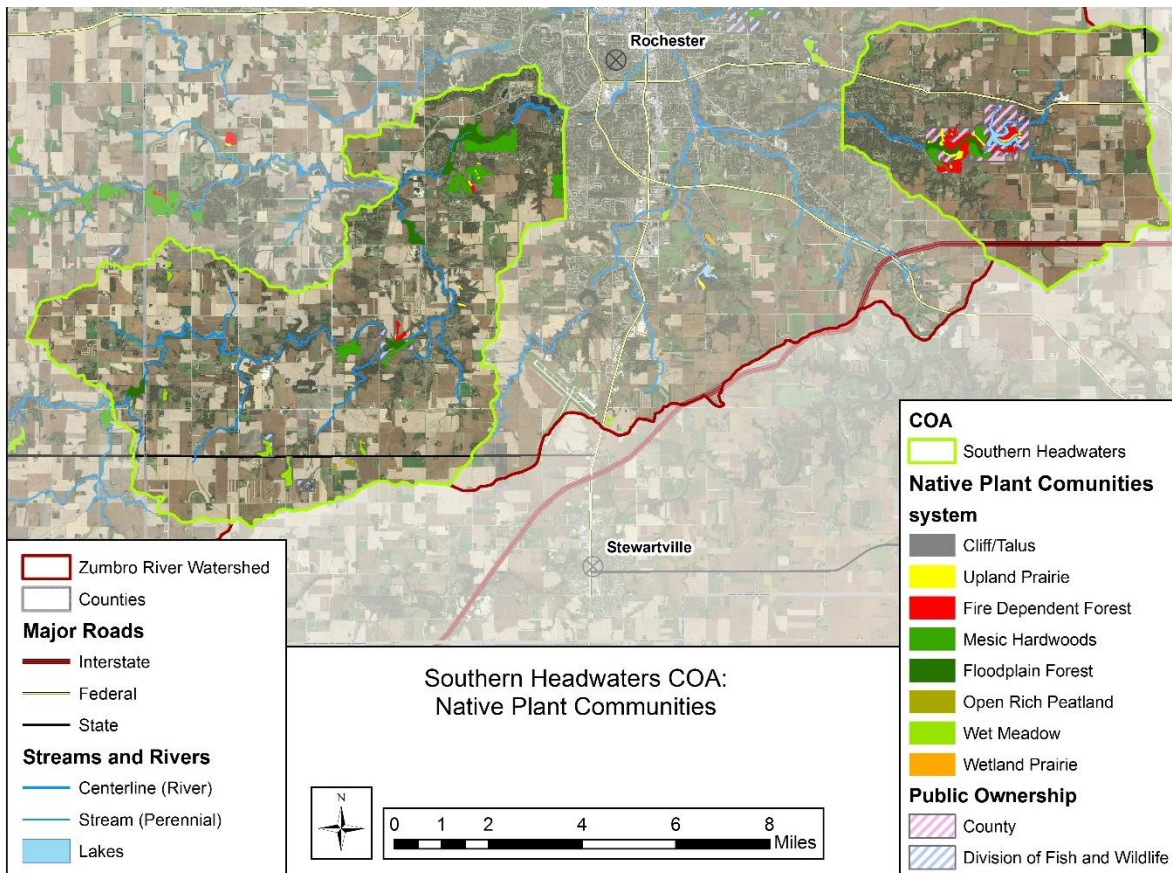 Rochester
Stewartville
Zumbro River Watershed
Counties
Major Roads
Interstate
Federal
State
Streams and Rivers
Centerline (River)
Stream (Perennial)
Lakes
Southern Headwaters COA:
Native Plant Communities
N
0 1 2 4 6 8
Miles
COA
Southern Headwaters
Native Plant Comunities
system
Cliff/Talus
Upland Prairie
Fire Dependent Forest
Mesic Hardwoods
Floodplain Forest
Open Rich Peatland
Wet Meadow
Wetland Prairie
Public Ownership
County
Division of Fish and Wildlife